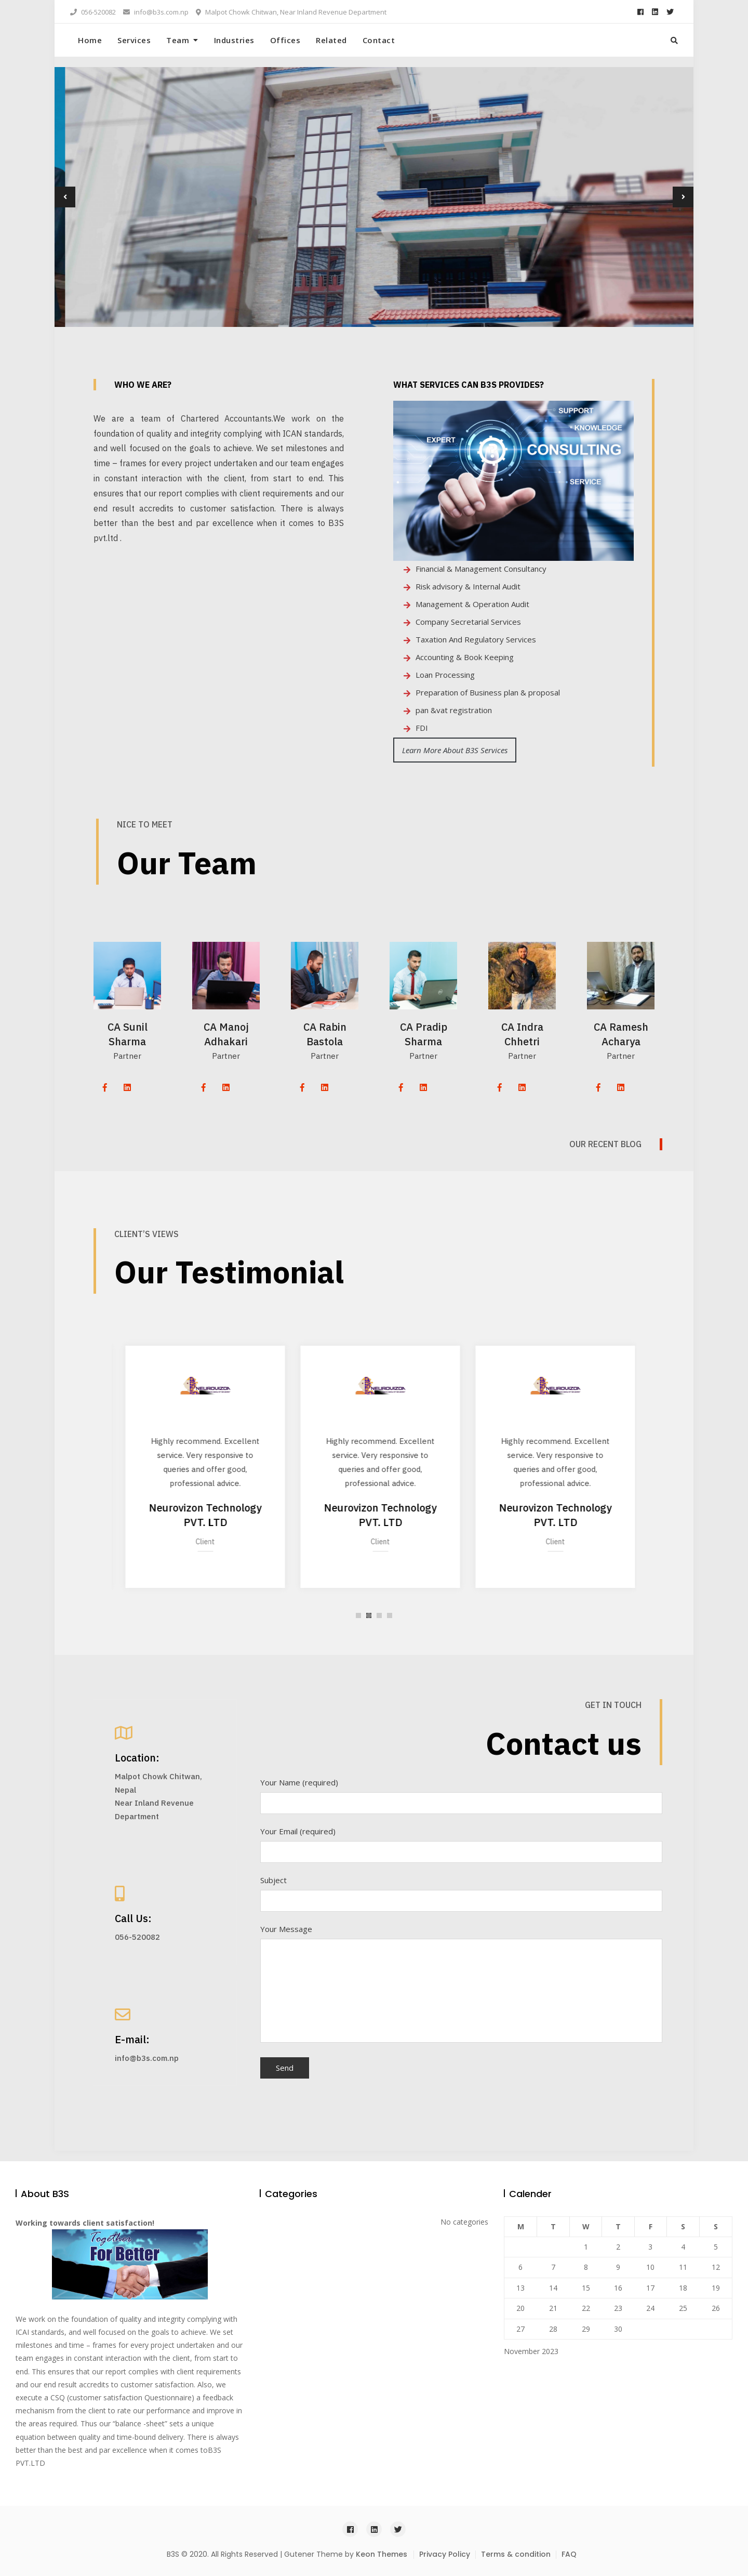 056-520082 info@b3s.com.np Malpot Chowk Chitwan, Near Inland Revenue Department
Home Services Team Industries Offices Related Contact
WHO WE ARE?
We are a team of Chartered Accountants.We work on the
foundation of quality and integrity complying with ICAN standards,
and well focused on the goals to achieve. We set milestones and
time – frames for every project undertaken and our team engages
in constant interaction with the client, from start to end. This
ensures that our report complies with client requirements and our
end result accredits to customer satisfaction. There is always
better than the best and par excellence when it comes to B3S
pvt.ltd .
WHAT SERVICES CAN B3S PROVIDES?
SUPPORT
KNOWLEDGE
EXPERT
CONSULTING
SERVICE
Financial & Management Consultancy
Risk advisory & Internal Audit
Management & Operation Audit
Company Secretarial Services
Taxation And Regulatory Services
Accounting & Book Keeping
Loan Processing
Preparation of Business plan & proposal
pan &vat registration
FDI
Learn More About B3S Services
NICE TO MEET
Our Team
CA Sunil
Sharma
Partner
CA Manoj
Adhakari
Partner
CA Rabin
Bastola
Partner
CA Pradip
Sharma
Partner
CA Indra
Chhetri
Partner
CA Ramesh
Acharya
Partner
OUR RECENT BLOG
CLIENT'S VIEWS
Our Testimonial
NEUROVIZON
Highly recommend. Excellent
service. Very responsive to
queries and offer good,
professional advice.
Neurovizon Technology
PVT. LTD
Client
NEUROVIZON
Highly recommend. Excellent
service. Very responsive to
queries and offer good,
professional advice.
Neurovizon Technology
PVT. LTD
Client
NEUROVIZON
Highly recommend. Excellent
service. Very responsive to
queries and offer good,
professional advice.
Neurovizon Technology
PVT. LTD
Client
Location:
Malpot Chowk Chitwan,
Nepal
Near Inland Revenue
Department
Call Us:
056-520082
E-mail:
info@b3s.com.np
GET IN TOUCH
Contact us
Your Name (required)
Your Email (required)
Subject
Your Message
Send
About B3S
Working towards client satisfaction!
Together
For Better
We work on the foundation of quality and integrity complying with
ICAI standards, and well focused on the goals to achieve. We set
milestones and time – frames for every project undertaken and our
team engages in constant interaction with the client, from start to
end. This ensures that our report complies with client requirements
and our end result accredits to customer satisfaction. Also, we
execute a CSQ (customer satisfaction Questionnaire) a feedback
mechanism from the client to rate our performance and improve in
the areas required. Thus our "balance -sheet" sets a unique
equation between quality and time-bound delivery. There is always
better than the best and par excellence when it comes toB3S
PVT.LTD
Categories
No categories
Calender
M T W T F S S
1 2 3 4 5
6 7 8 9 10 11 12
13 14 15 16 17 18 19
20 21 22 23 24 25 26
27 28 29 30
November 2023
B3S © 2020. All Rights Reserved | Gutener Theme by Keon Themes Privacy Policy Terms & condition FAQ